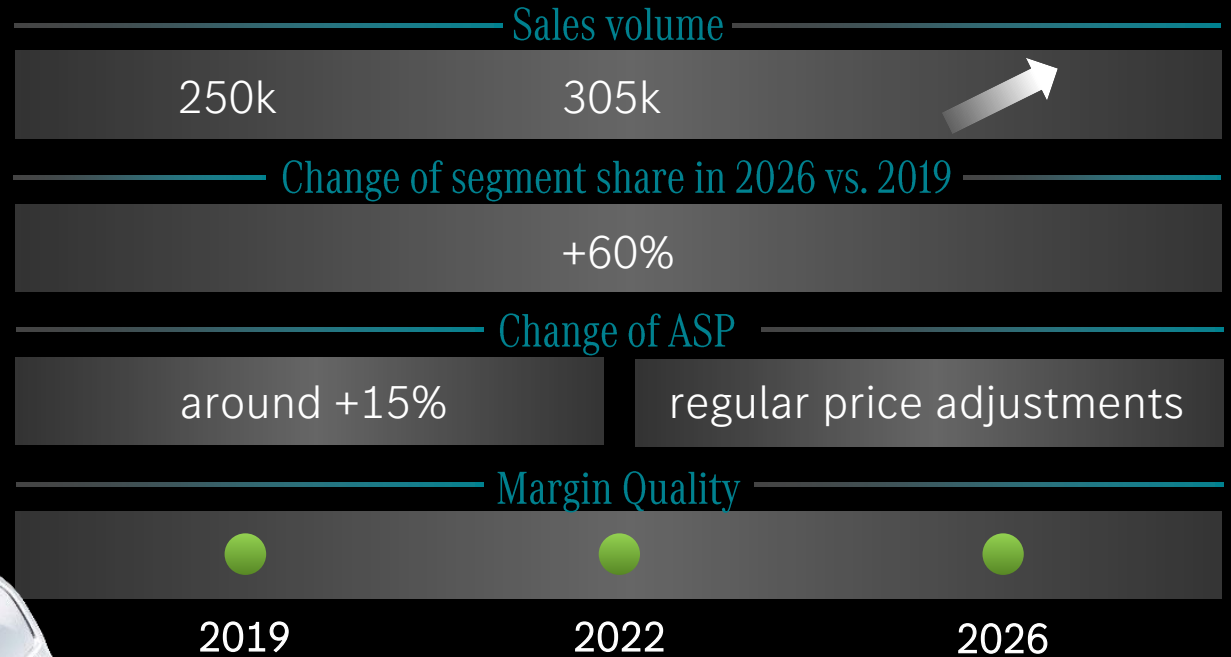 Sales volume
250k 305k
Change of segment share in 2026 vs. 2019
+60%
Change of ASP
around +15% regular price adjustments
Margin Quality
2019 2022 2026